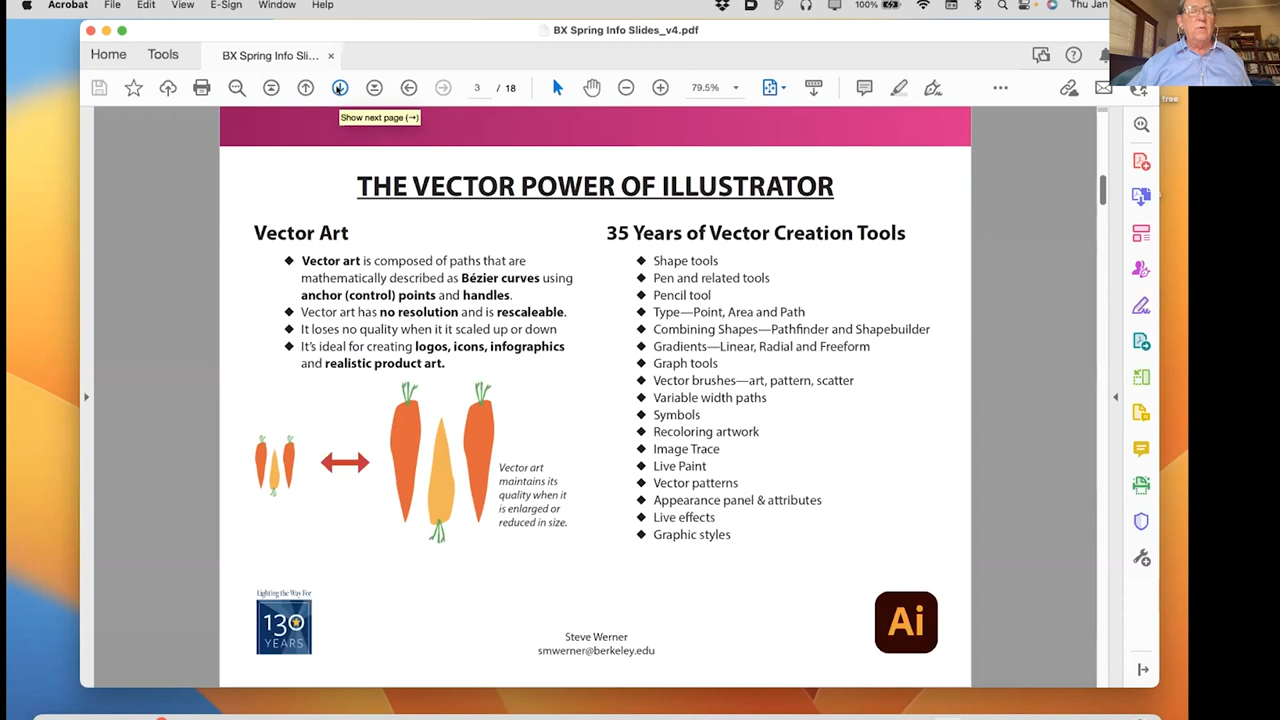 Acrobat File Edit View E-Sign Window Help 100% Thu Jan
BX Spring Info Slides_v4.pdf
Home Tools BX Spring Info Sli... ×
3 / 18 79.5%
free
Show next page (→)
THE VECTOR POWER OF ILLUSTRATOR
Vector Art
❖ Vector art is composed of paths that are
mathematically described as Bézier curves using
anchor (control) points and handles.
❖ Vector art has no resolution and is rescaleable.
❖ It loses no quality when it it scaled up or down
❖ It's ideal for creating logos, icons, infographics
and realistic product art.
Vector art
maintains its
quality when it
is enlarged or
reduced in size.
35 Years of Vector Creation Tools
❖ Shape tools
❖ Pen and related tools
❖ Pencil tool
❖ Type—Point, Area and Path
❖ Combining Shapes—Pathfinder and Shapebuilder
❖ Gradients—Linear, Radial and Freeform
❖ Graph tools
❖ Vector brushes—art, pattern, scatter
❖ Variable width paths
❖ Symbols
❖ Recoloring artwork
❖ Image Trace
❖ Live Paint
❖ Vector patterns
❖ Appearance panel & attributes
❖ Live effects
❖ Graphic styles
Lighting the Way For
130
YEARS
Steve Werner
smwerner@berkeley.edu
Ai